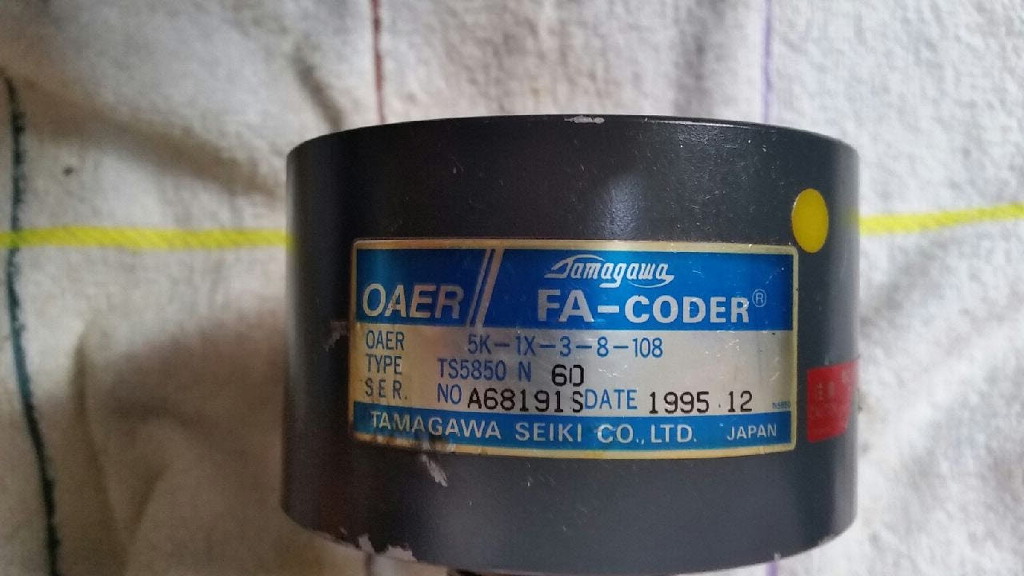 Tamagawa
OAER // FA-CODER®
OAER 5K-1X-3-8-108
TYPE TS5850 N 60
SER. NO A68191S DATE 1995.12
TAMAGAWA SEIKI CO., LTD. JAPAN